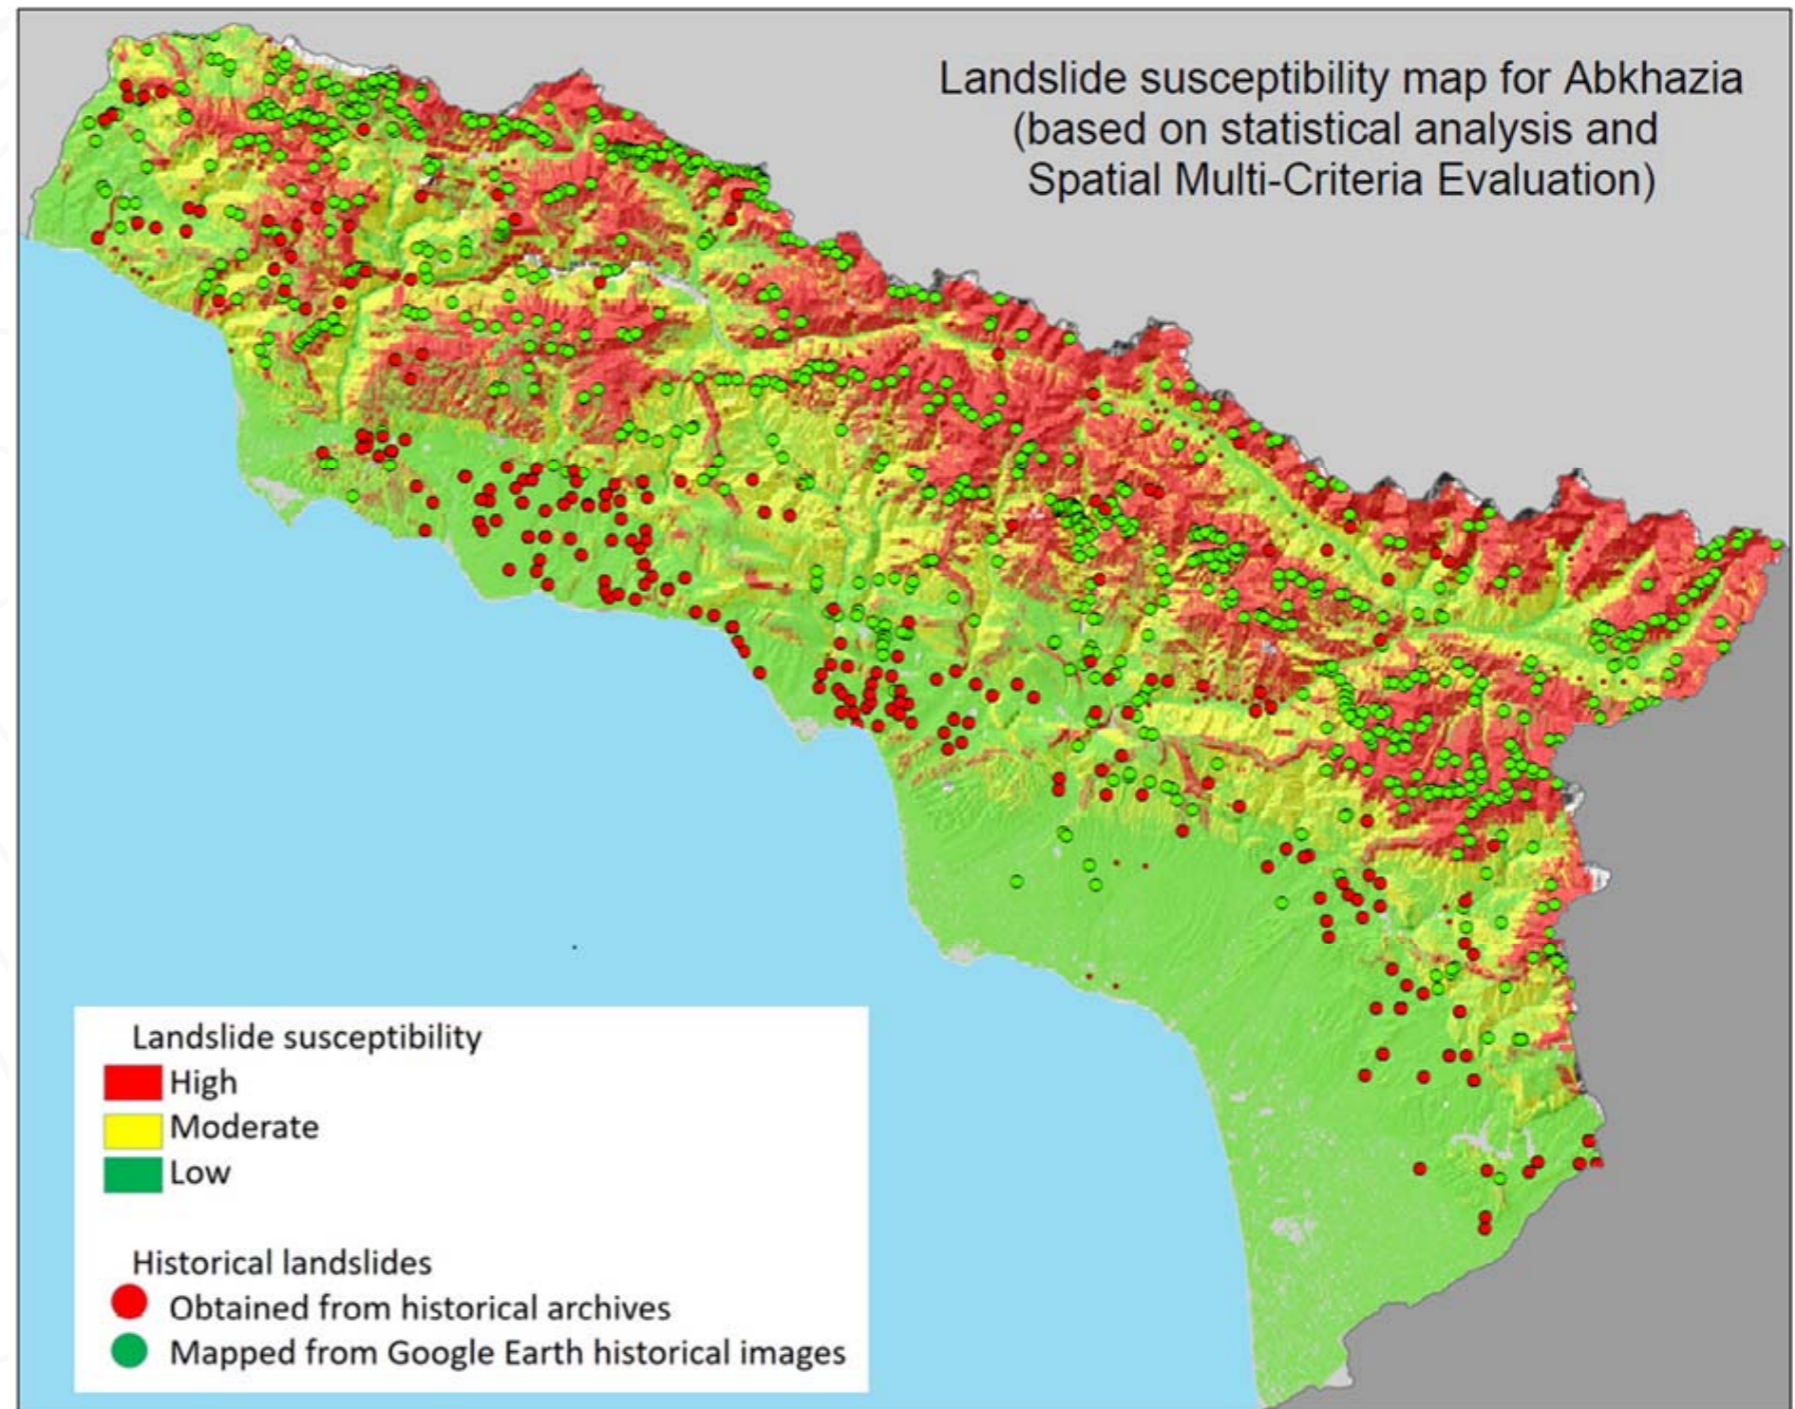 Landslide susceptibility map for Abkhazia
(based on statistical analysis and
Spatial Multi-Criteria Evaluation)
Landslide susceptibility
High
Moderate
Low
Historical landslides
Obtained from historical archives
Mapped from Google Earth historical images